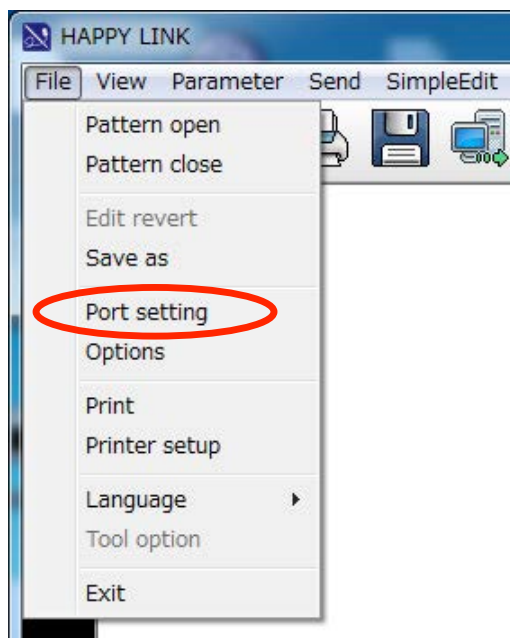 HAPPY LINK
File View Parameter Send SimpleEdit
Pattern open
Pattern close
Edit revert
Save as
Port setting
Options
Print
Printer setup
Language
Tool option
Exit